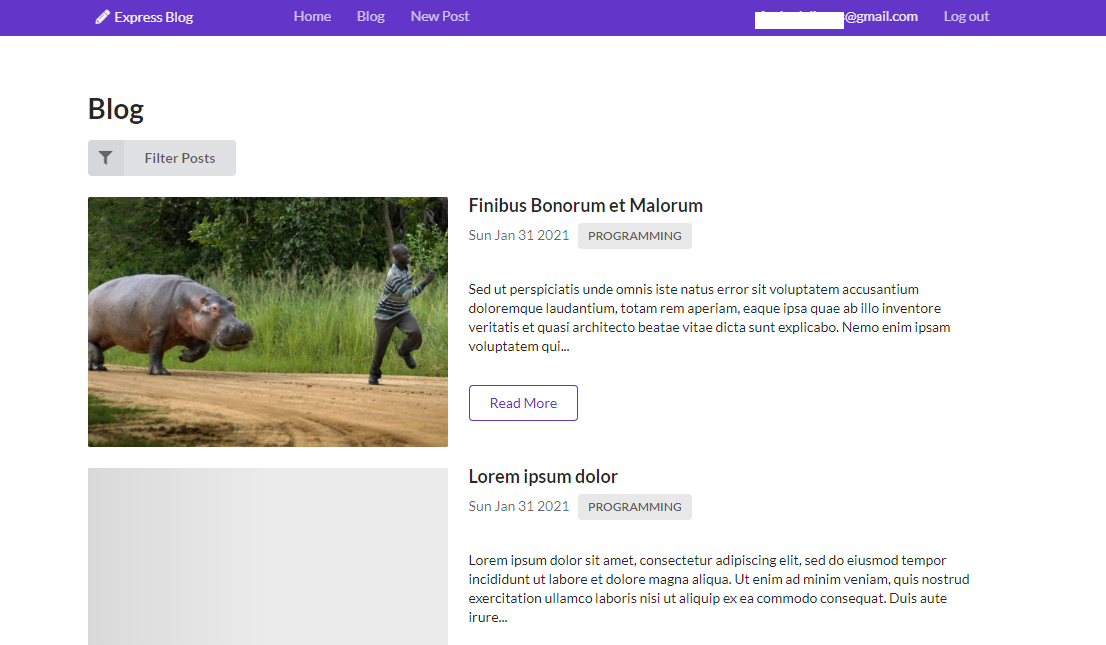 Express Blog Home Blog New Post @gmail.com Log out
Blog
Filter Posts
Finibus Bonorum et Malorum
Sun Jan 31 2021 PROGRAMMING
Sed ut perspiciatis unde omnis iste natus error sit voluptatem accusantium
doloremque laudantium, totam rem aperiam, eaque ipsa quae ab illo inventore
veritatis et quasi architecto beatae vitae dicta sunt explicabo. Nemo enim ipsam
voluptatem qui...
Read More
Lorem ipsum dolor
Sun Jan 31 2021 PROGRAMMING
Lorem ipsum dolor sit amet, consectetur adipiscing elit, sed do eiusmod tempor
incididunt ut labore et dolore magna aliqua. Ut enim ad minim veniam, quis nostrud
exercitation ullamco laboris nisi ut aliquip ex ea commodo consequat. Duis aute
irure...